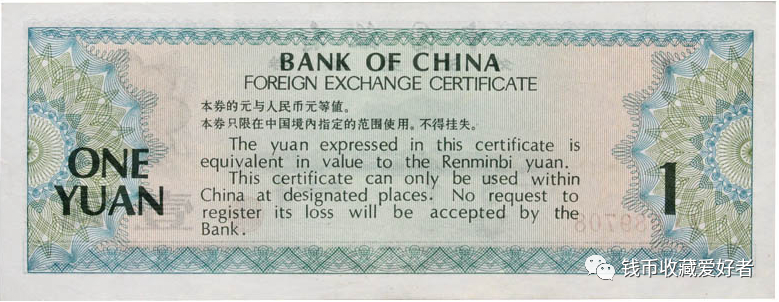 BANK OF CHINA
FOREIGN EXCHANGE CERTIFICATE
本券的元与人民币元等値。
本券只限在中国境内指定的范围使用。不得挂失。
The yuan expressed in this certificate is
equivalent in value to the Renminbi yuan.
This certificate can only be used within
China at designated places. No request to
register its loss will be accepted by the
Bank.
ONE
YUAN
1
钱币收藏爱好者